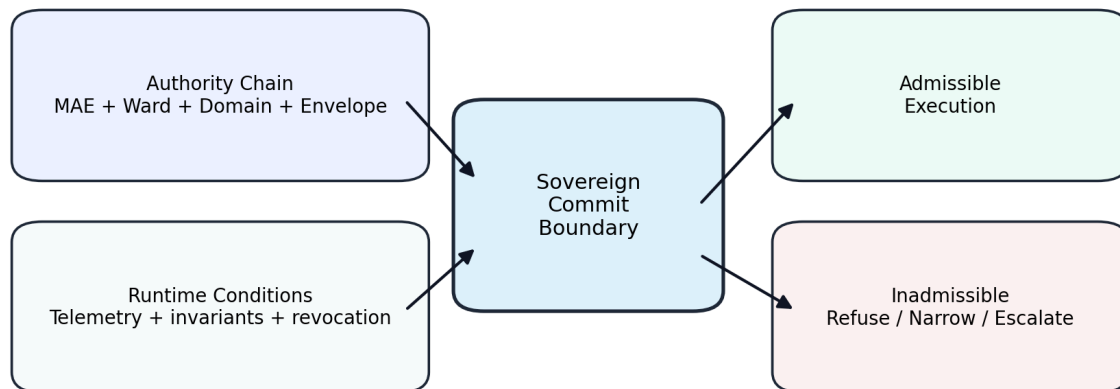 Authority Chain
MAE + Ward + Domain + Envelope
Runtime Conditions
Telemetry + invariants + revocation
Sovereign
Commit
Boundary
Admissible
Execution
Inadmissible
Refuse / Narrow / Escalate